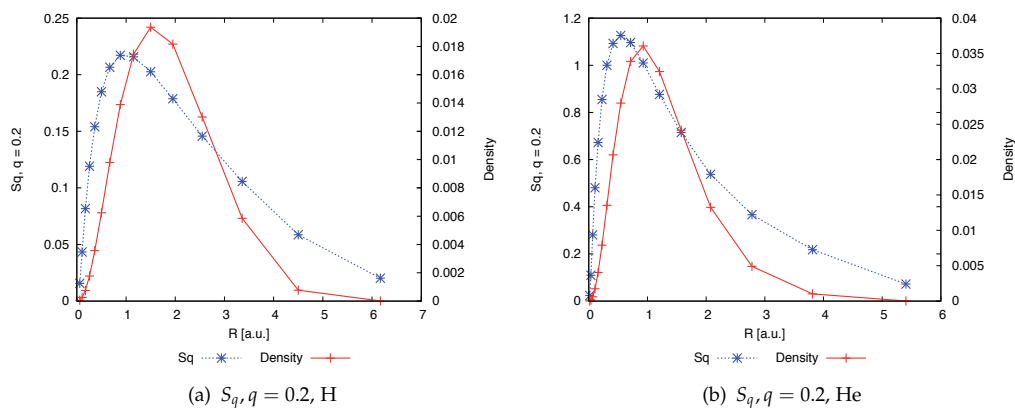 0.25 0.02 1.2 0.04
0.018 0.035
0.2 0.016 1 0.03
0.014
0.15 0.012 0.8 0.025
0.01 0.6 0.02
0.1 0.008 0.4 0.015
0.006 0.01
0.05 0.004 0.2 0.005
0.002
0 0 0 0
Sq, q = 0.2
Density
Sq, q = 0.2
Density
0 1 2 3 4 5 6 7
0 1 2 3 4 5 6
R [a.u.]
R [a.u.]
Sq Density
Sq Density
(a) S_q, q = 0.2, H
(b) S_q, q = 0.2, He